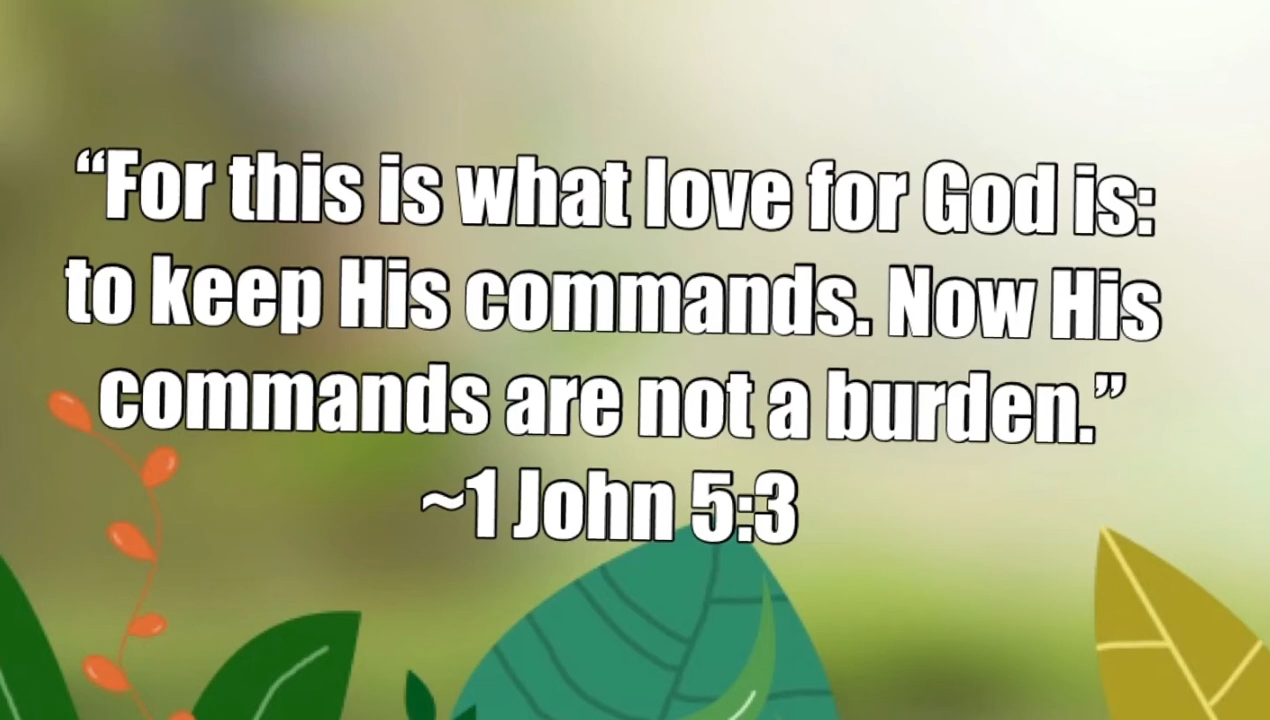 “For this is what love for God is:
to keep His commands. Now His
commands are not a burden.”
~1 John 5:3